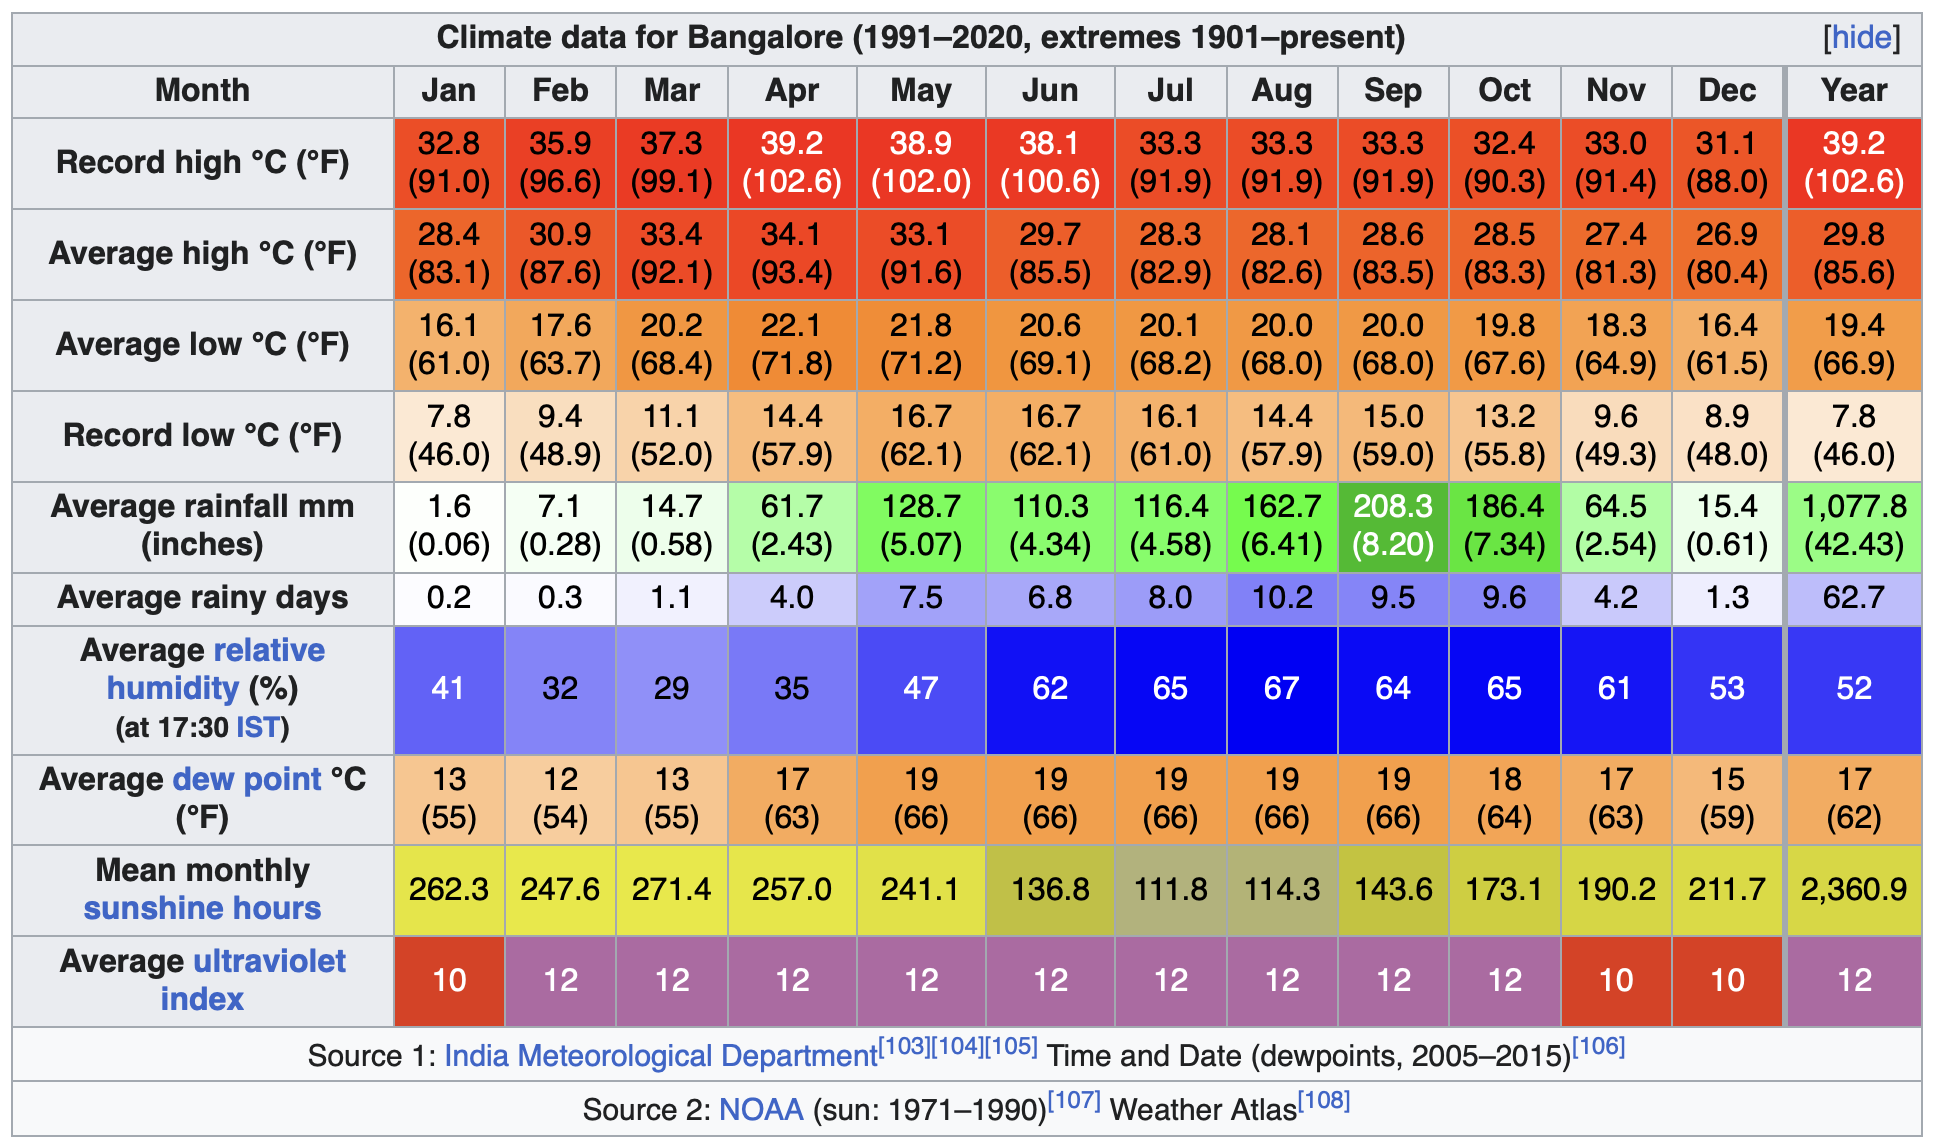 Climate data for Bangalore (1991–2020, extremes 1901–present) [hide]
Month Jan Feb Mar Apr May Jun Jul Aug Sep Oct Nov Dec Year
Record high °C (°F) 32.8 (91.0) 35.9 (96.6) 37.3 (99.1) 39.2 (102.6) 38.9 (102.0) 38.1 (100.6) 33.3 (91.9) 33.3 (91.9) 33.3 (91.9) 32.4 (90.3) 33.0 (91.4) 31.1 (88.0) 39.2 (102.6)
Average high °C (°F) 28.4 (83.1) 30.9 (87.6) 33.4 (92.1) 34.1 (93.4) 33.1 (91.6) 29.7 (85.5) 28.3 (82.9) 28.1 (82.6) 28.6 (83.5) 28.5 (83.3) 27.4 (81.3) 26.9 (80.4) 29.8 (85.6)
Average low °C (°F) 16.1 (61.0) 17.6 (63.7) 20.2 (68.4) 22.1 (71.8) 21.8 (71.2) 20.6 (69.1) 20.1 (68.2) 20.0 (68.0) 20.0 (68.0) 19.8 (67.6) 18.3 (64.9) 16.4 (61.5) 19.4 (66.9)
Record low °C (°F) 7.8 (46.0) 9.4 (48.9) 11.1 (52.0) 14.4 (57.9) 16.7 (62.1) 16.7 (62.1) 16.1 (61.0) 14.4 (57.9) 15.0 (59.0) 13.2 (55.8) 9.6 (49.3) 8.9 (48.0) 7.8 (46.0)
Average rainfall mm (inches) 1.6 (0.06) 7.1 (0.28) 14.7 (0.58) 61.7 (2.43) 128.7 (5.07) 110.3 (4.34) 116.4 (4.58) 162.7 (6.41) 208.3 (8.20) 186.4 (7.34) 64.5 (2.54) 15.4 (0.61) 1,077.8 (42.43)
Average rainy days 0.2 0.3 1.1 4.0 7.5 6.8 8.0 10.2 9.5 9.6 4.2 1.3 62.7
Average relative humidity (%) (at 17:30 IST) 41 32 29 35 47 62 65 67 64 65 61 53 52
Average dew point °C (°F) 13 (55) 12 (54) 13 (55) 17 (63) 19 (66) 19 (66) 19 (66) 19 (66) 19 (66) 18 (64) 17 (63) 15 (59) 17 (62)
Mean monthly sunshine hours 262.3 247.6 271.4 257.0 241.1 136.8 111.8 114.3 143.6 173.1 190.2 211.7 2,360.9
Average ultraviolet index 10 12 12 12 12 12 12 12 12 12 10 10 12
Source 1: India Meteorological Department[103][104][105] Time and Date (dewpoints, 2005–2015)[106]
Source 2: NOAA (sun: 1971–1990)[107] Weather Atlas[108]